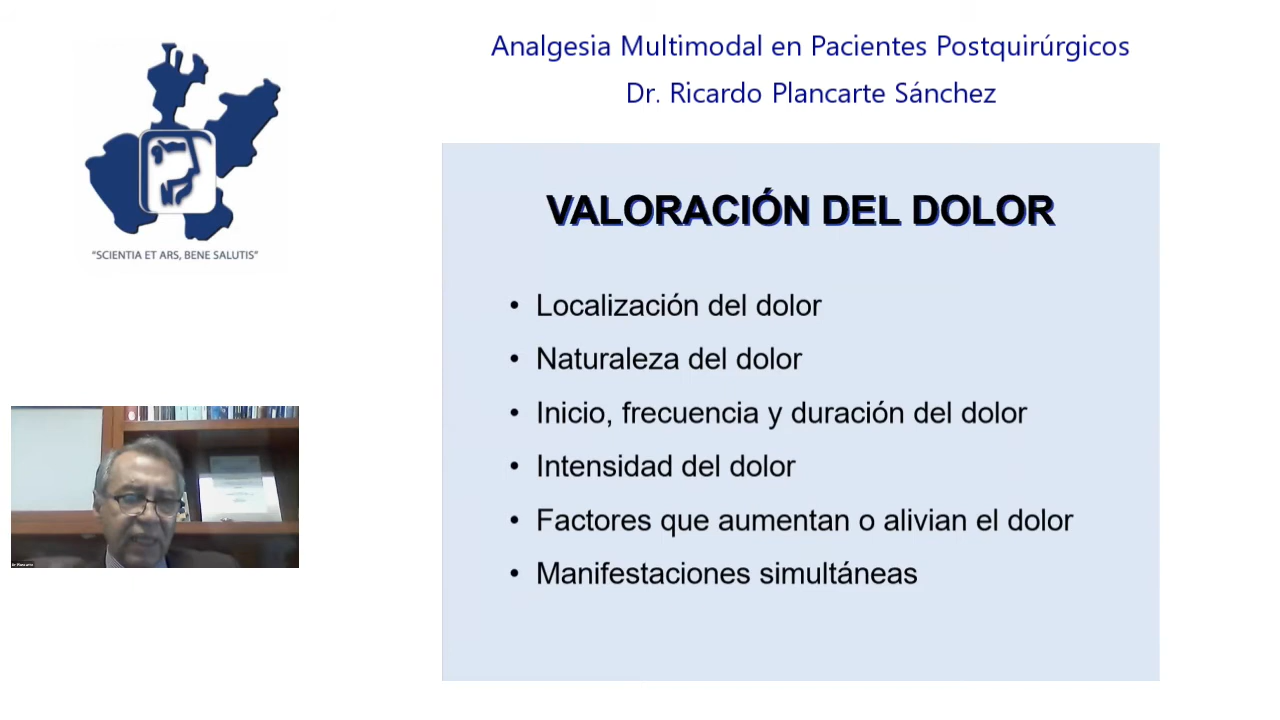 Analgesia Multimodal en Pacientes Postquirúrgicos
Dr. Ricardo Plancarte Sánchez
"SCIENTIA ET ARS, BENE SALUTIS"
VALORACIÓN DEL DOLOR
• Localización del dolor
• Naturaleza del dolor
• Inicio, frecuencia y duración del dolor
• Intensidad del dolor
• Factores que aumentan o alivian el dolor
• Manifestaciones simultáneas